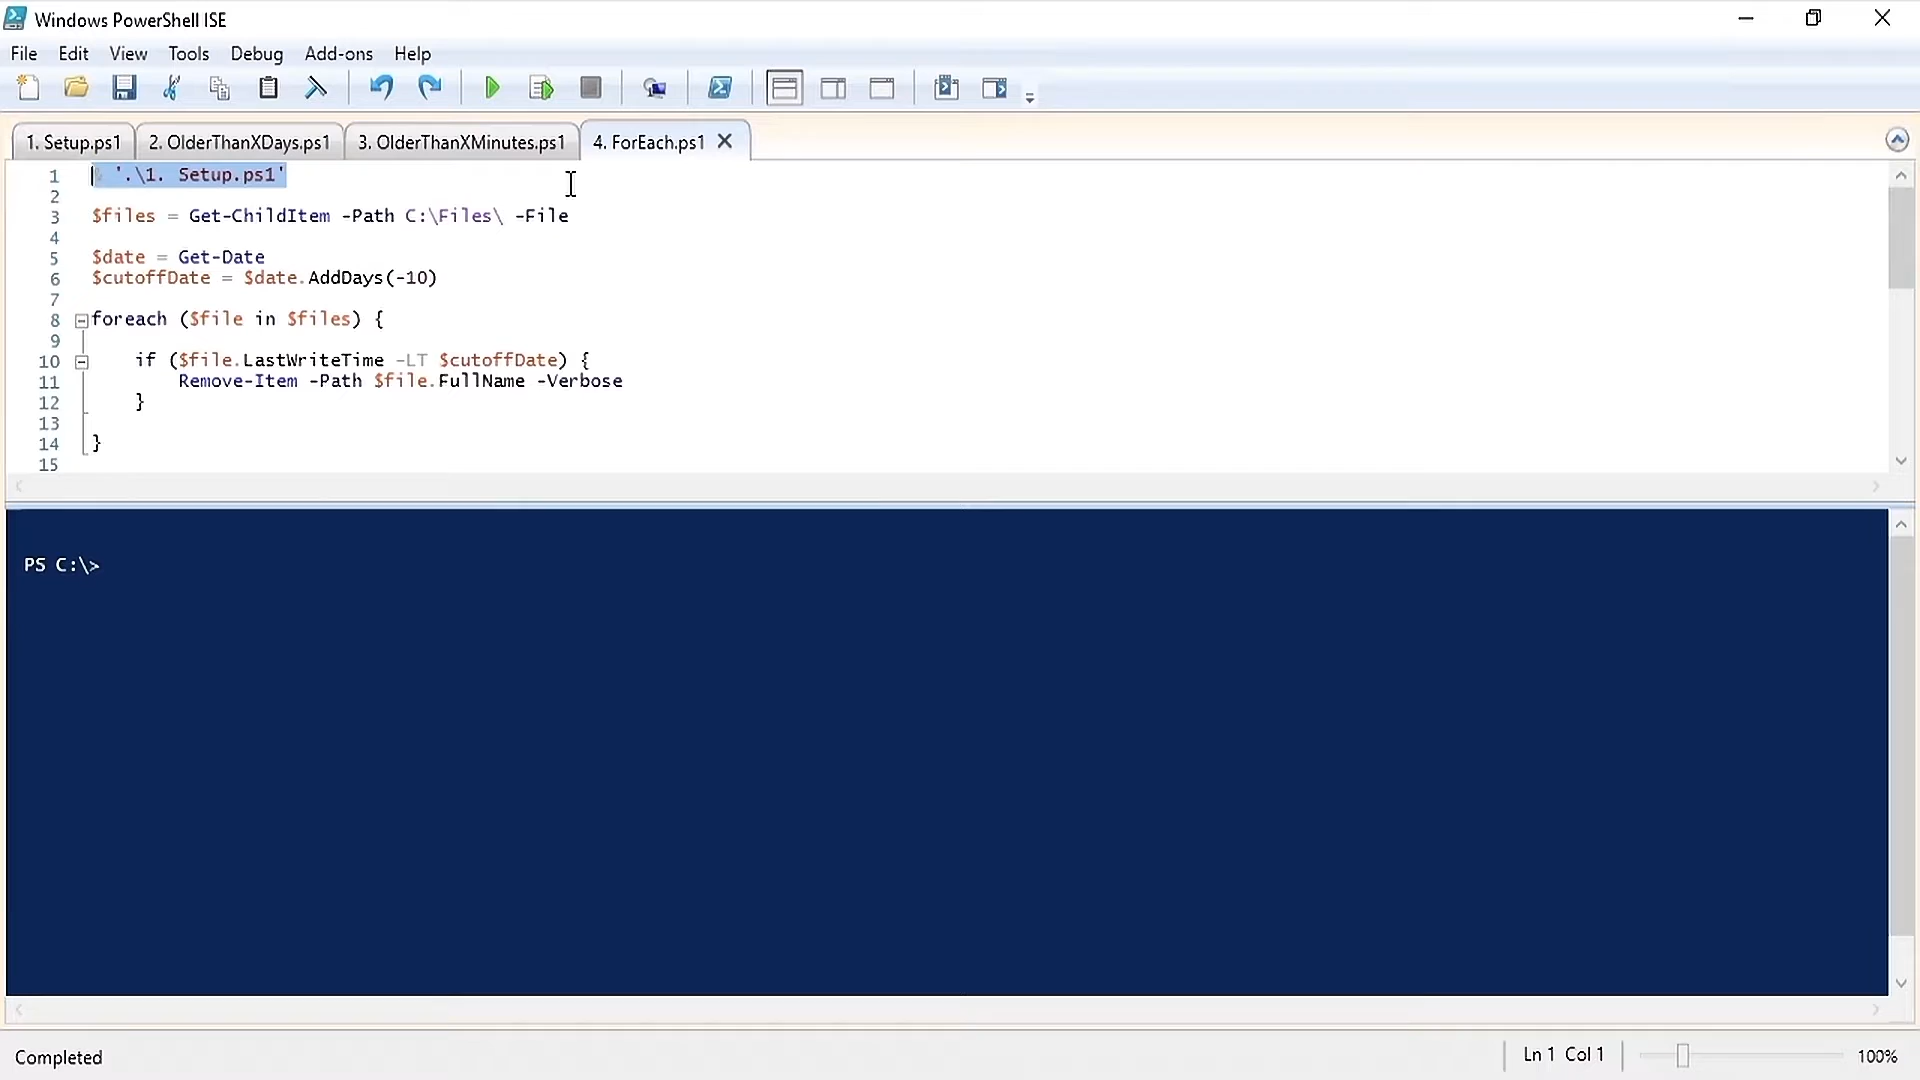 Windows PowerShell ISE
File Edit View Tools Debug Add-ons Help
1. Setup.ps1 2. OlderThanXDays.ps1 3. OlderThanXMinutes.ps1 4. ForEach.ps1
1 & '.\1. Setup.ps1'
2
3 $files = Get-ChildItem -Path C:\Files\ -File
4
5 $date = Get-Date
6 $cutoffDate = $date.AddDays(-10)
7
8 foreach ($file in $files) {
9
10 if ($file.LastWriteTime -LT $cutoffDate) {
11 Remove-Item -Path $file.FullName -Verbose
12 }
13
14 }
15
PS C:\>
Completed
Ln 1 Col 1
100%